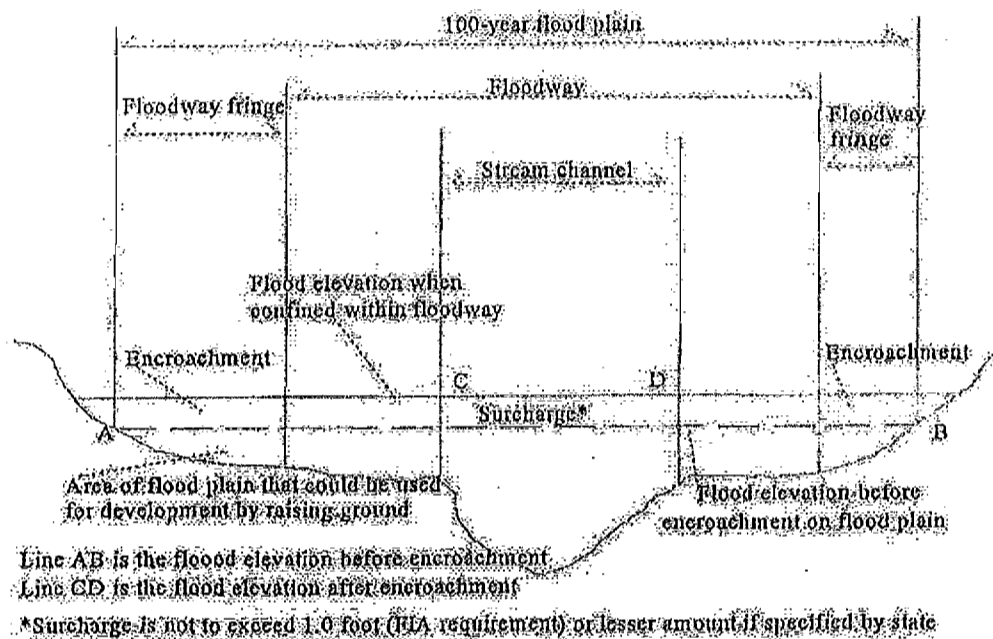 100-year flood plain
Floodway
Floodway fringe
Floodway
fringe
Stream channel
Flood elevation when
confined within floodway
Encroachment
Encroachment
C
D
Surcharge*
A
B
Area of flood plain that could be used
for development by raising ground
Flood elevation before
encroachment on flood plain
Line AB is the floood elevation before encroachment
Line CD is the flood elevation after encroachment
*Surcharge is not to exceed 1.0 foot (FIA requirement) or lesser amount if specified by state